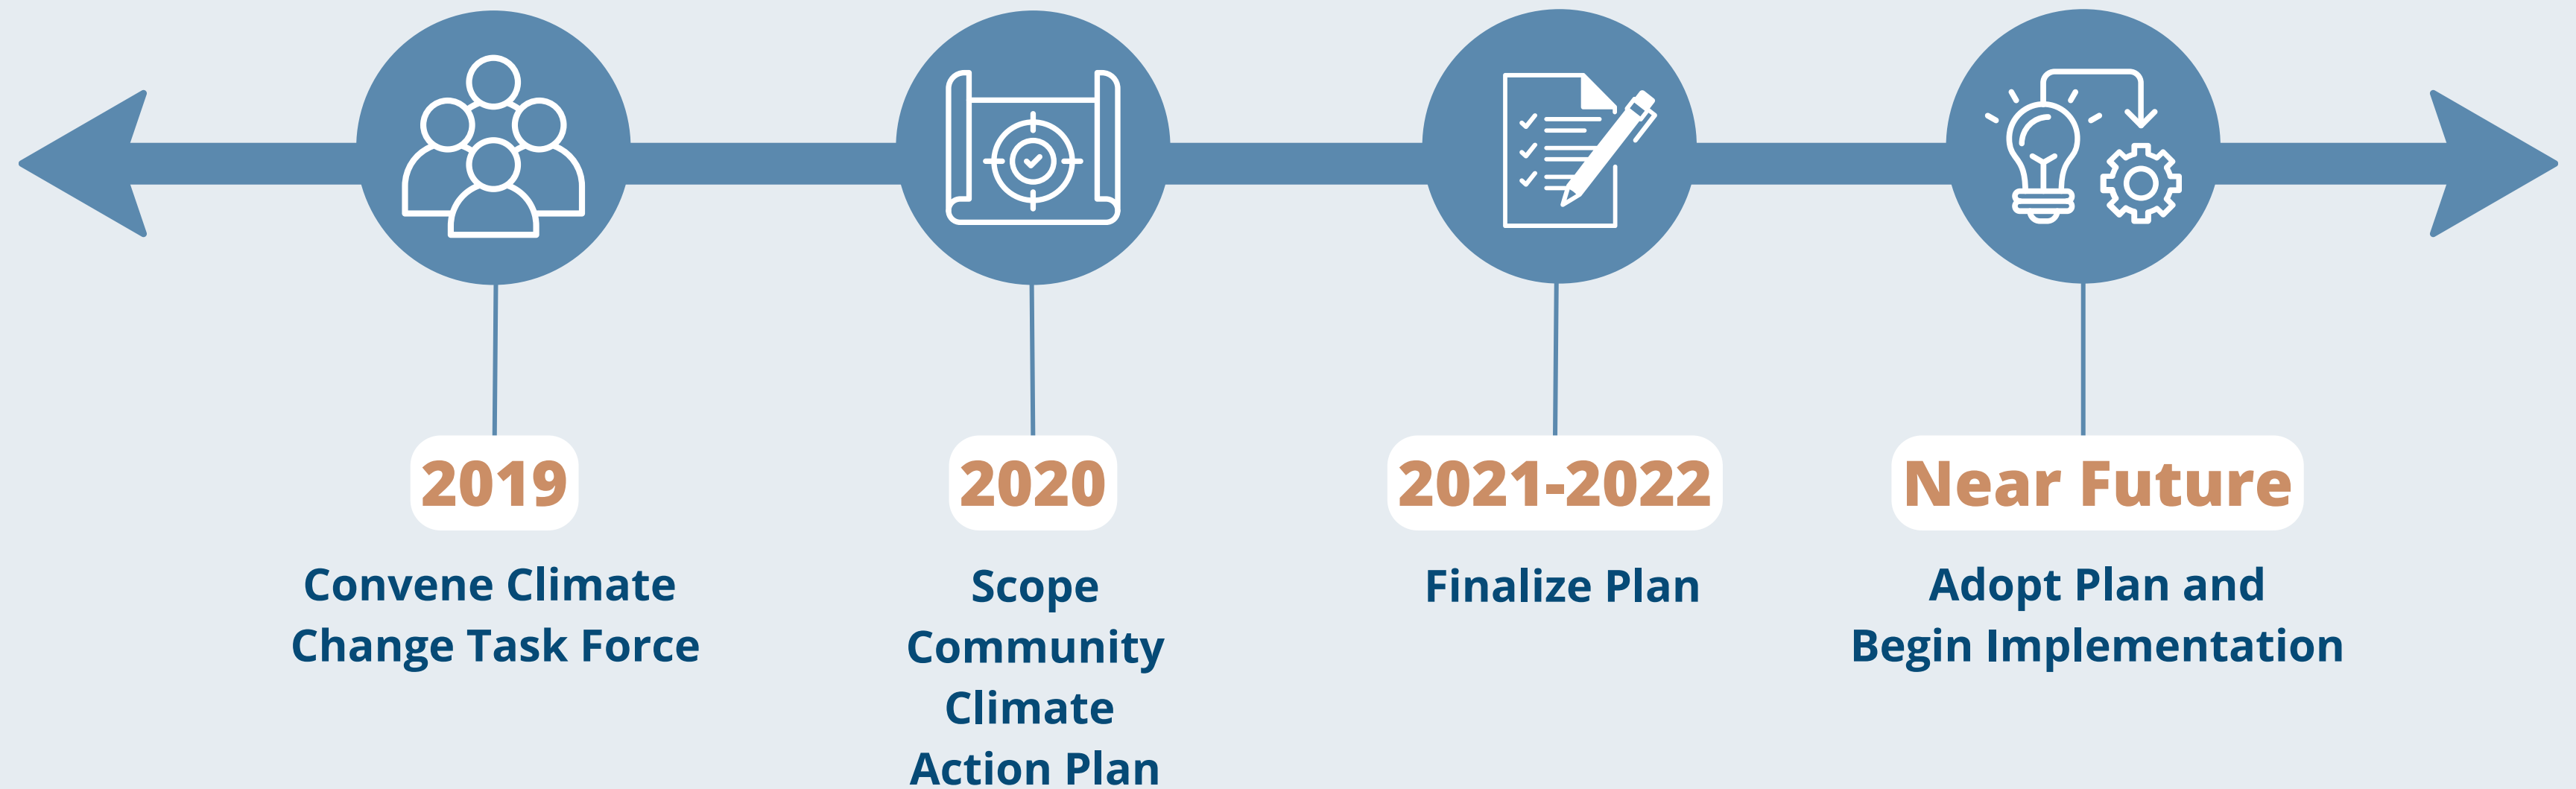 2019
Convene Climate
Change Task Force
2020
Scope
Community
Climate
Action Plan
2021-2022
Finalize Plan
Near Future
Adopt Plan and
Begin Implementation